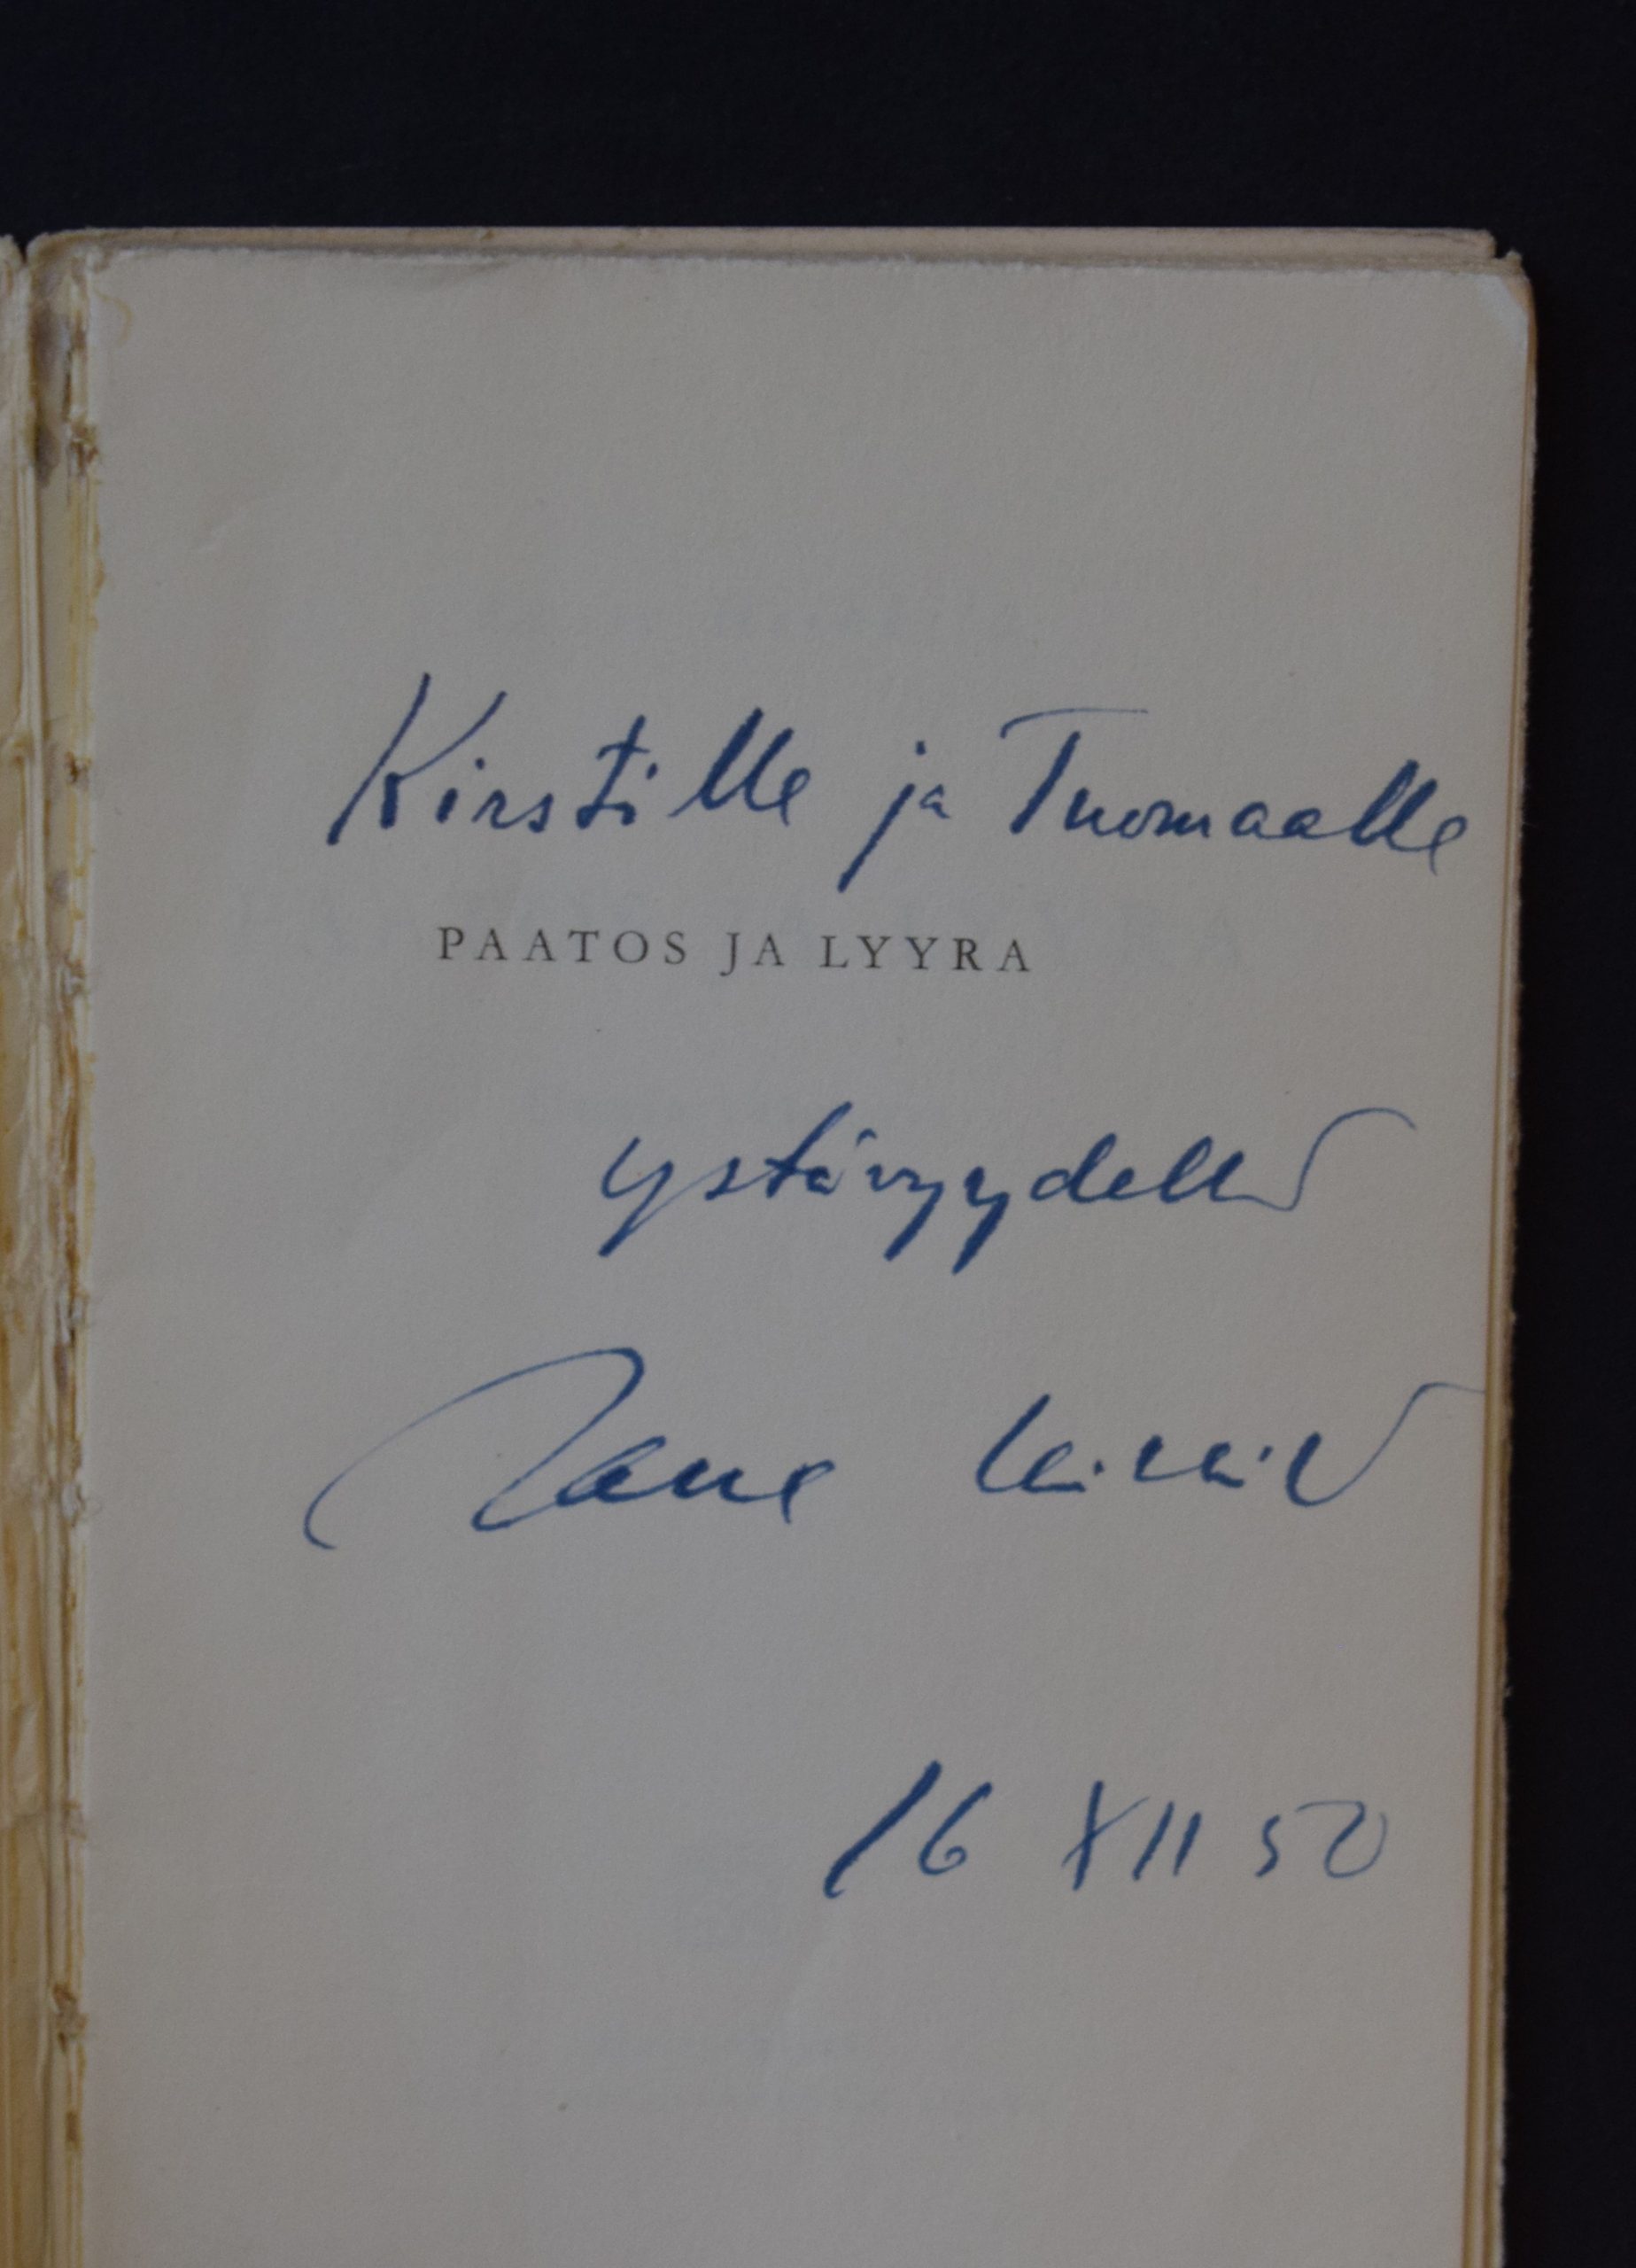 Kirstille ja Tuomaalle
PAATOS JA LYYRA
ystävyydellä
16 XII 50